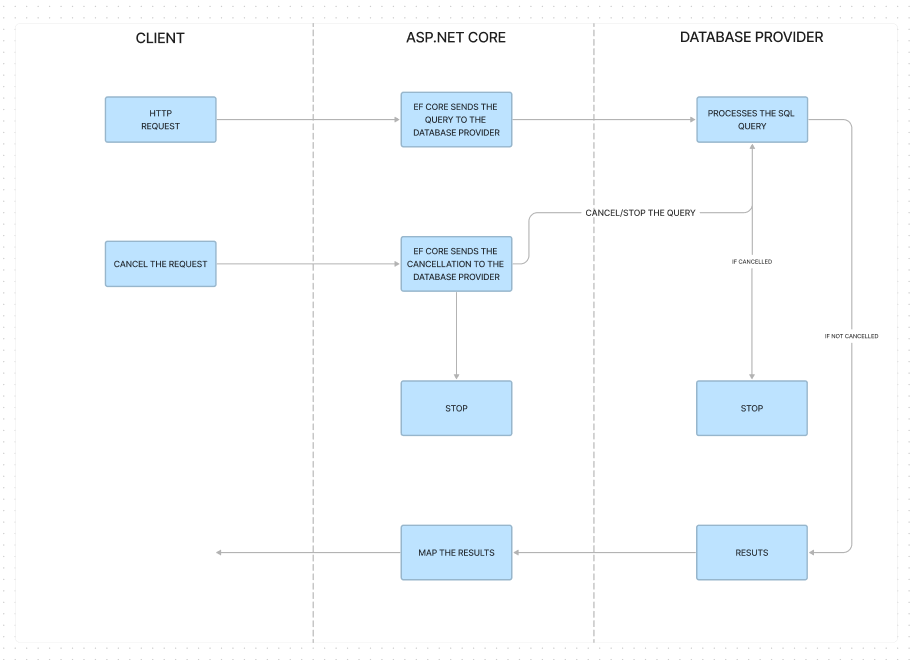 CLIENT
ASP.NET CORE
DATABASE PROVIDER
HTTP
REQUEST
EF CORE SENDS THE
QUERY TO THE
DATABASE PROVIDER
PROCESSES THE SQL
QUERY
CANCEL/STOP THE QUERY
CANCEL THE REQUEST
EF CORE SENDS THE
CANCELLATION TO THE
DATABASE PROVIDER
IF CANCELLED
IF NOT CANCELLED
STOP
STOP
MAP THE RESULTS
RESUTS